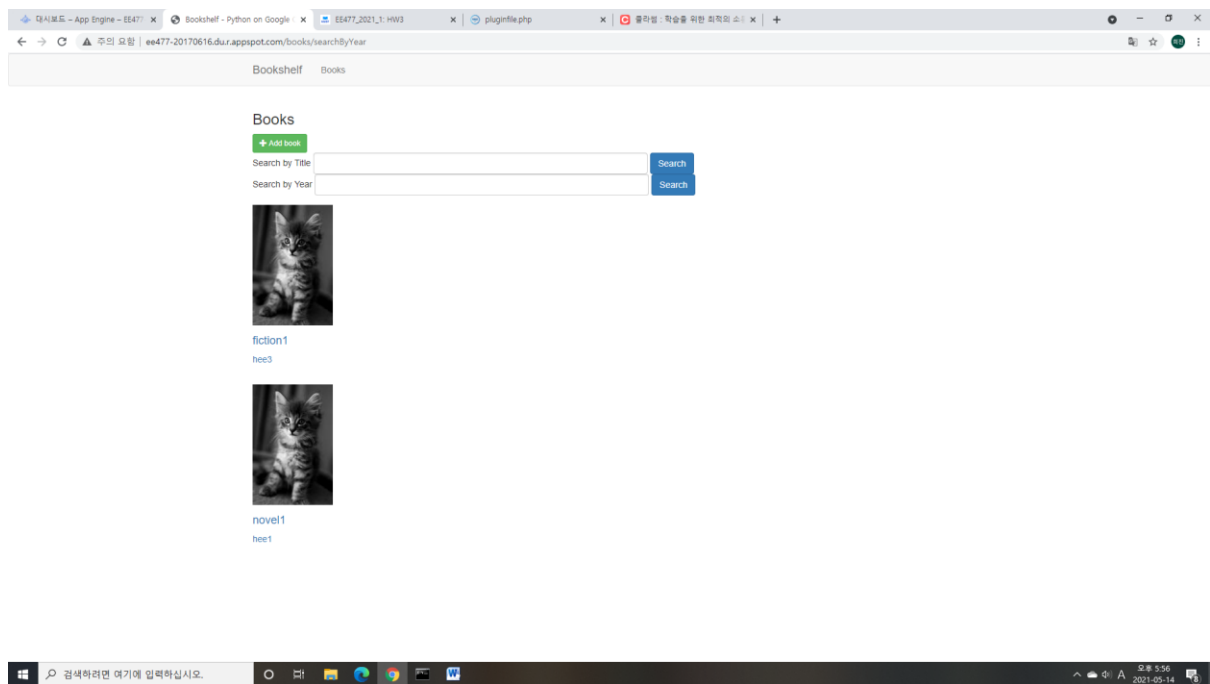 대시보드 – App Engine – EE477
Bookshelf - Python on Google
EE477_2021_1: HW3
pluginfile.php
클라썸 : 학습을 위한 최적의 소
주의 요함 | ee477-20170616.du.r.appspot.com/books/searchByYear
Bookshelf Books
Books
Add book
Search by Title Search
Search by Year Search
fiction1
hee3
novel1
hee1
검색하려면 여기에 입력하십시오.
A 오후 5:56
2021-05-14